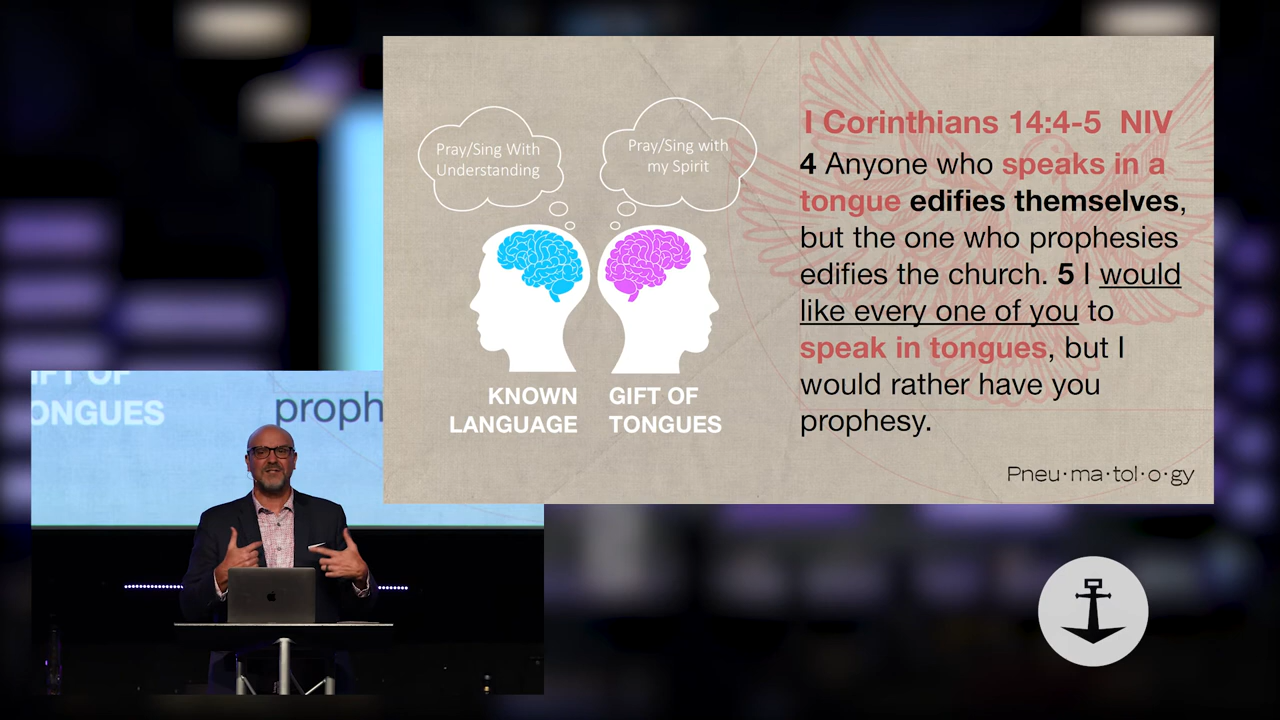 Pray/Sing With
Understanding
Pray/Sing with
my Spirit
KNOWN
LANGUAGE
GIFT OF
TONGUES
I Corinthians 14:4-5 NIV
4 Anyone who speaks in a
tongue edifies themselves,
but the one who prophesies
edifies the church. 5 I would
like every one of you to
speak in tongues, but I
would rather have you
prophesy.
Pneu·ma·tol·o·gy
GIFT OF
TONGUES
proph